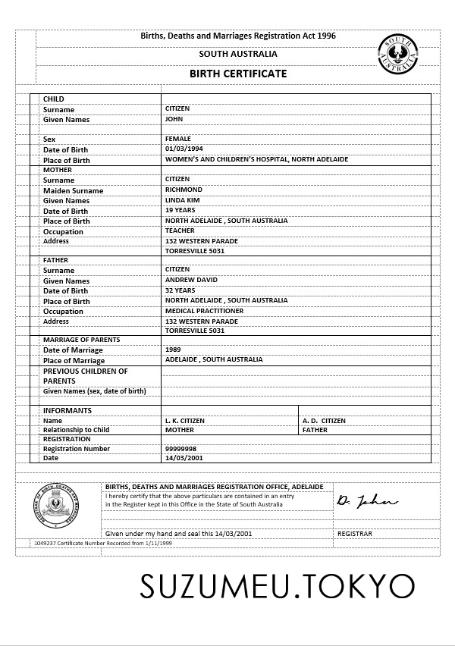 Births, Deaths and Marriages Registration Act 1996
SOUTH AUSTRALIA
BIRTH CERTIFICATE
SOUTH AUSTRALIA
CHILD
Surname CITIZEN
Given Names JOHN
Sex FEMALE
Date of Birth 01/03/1994
Place of Birth WOMEN'S AND CHILDREN'S HOSPITAL, NORTH ADELAIDE
MOTHER
Surname CITIZEN
Maiden Surname RICHMOND
Given Names LINDA KIM
Date of Birth 19 YEARS
Place of Birth NORTH ADELAIDE , SOUTH AUSTRALIA
Occupation TEACHER
Address 132 WESTERN PARADE
TORRESVILLE 5031
FATHER
Surname CITIZEN
Given Names ANDREW DAVID
Date of Birth 32 YEARS
Place of Birth NORTH ADELAIDE , SOUTH AUSTRALIA
Occupation MEDICAL PRACTITIONER
Address 132 WESTERN PARADE
TORRESVILLE 5031
MARRIAGE OF PARENTS
Date of Marriage 1989
Place of Marriage ADELAIDE , SOUTH AUSTRALIA
PREVIOUS CHILDREN OF
PARENTS
Given Names (sex, date of birth)
INFORMANTS
Name L. K. CITIZEN A. D. CITIZEN
Relationship to Child MOTHER FATHER
REGISTRATION
Registration Number 99999998
Date 14/03/2001
BIRTHS, DEATHS AND MARRIAGES REGISTRATION OFFICE, ADELAIDE
I hereby certify that the above particulars are contained in an entry
in the Register kept in this Office in the State of South Australia
D. John
Given under my hand and seal this 14/03/2001 REGISTRAR
1049237 Certificate Number Recorded from 1/11/1999
SUZUMEU.TOKYO